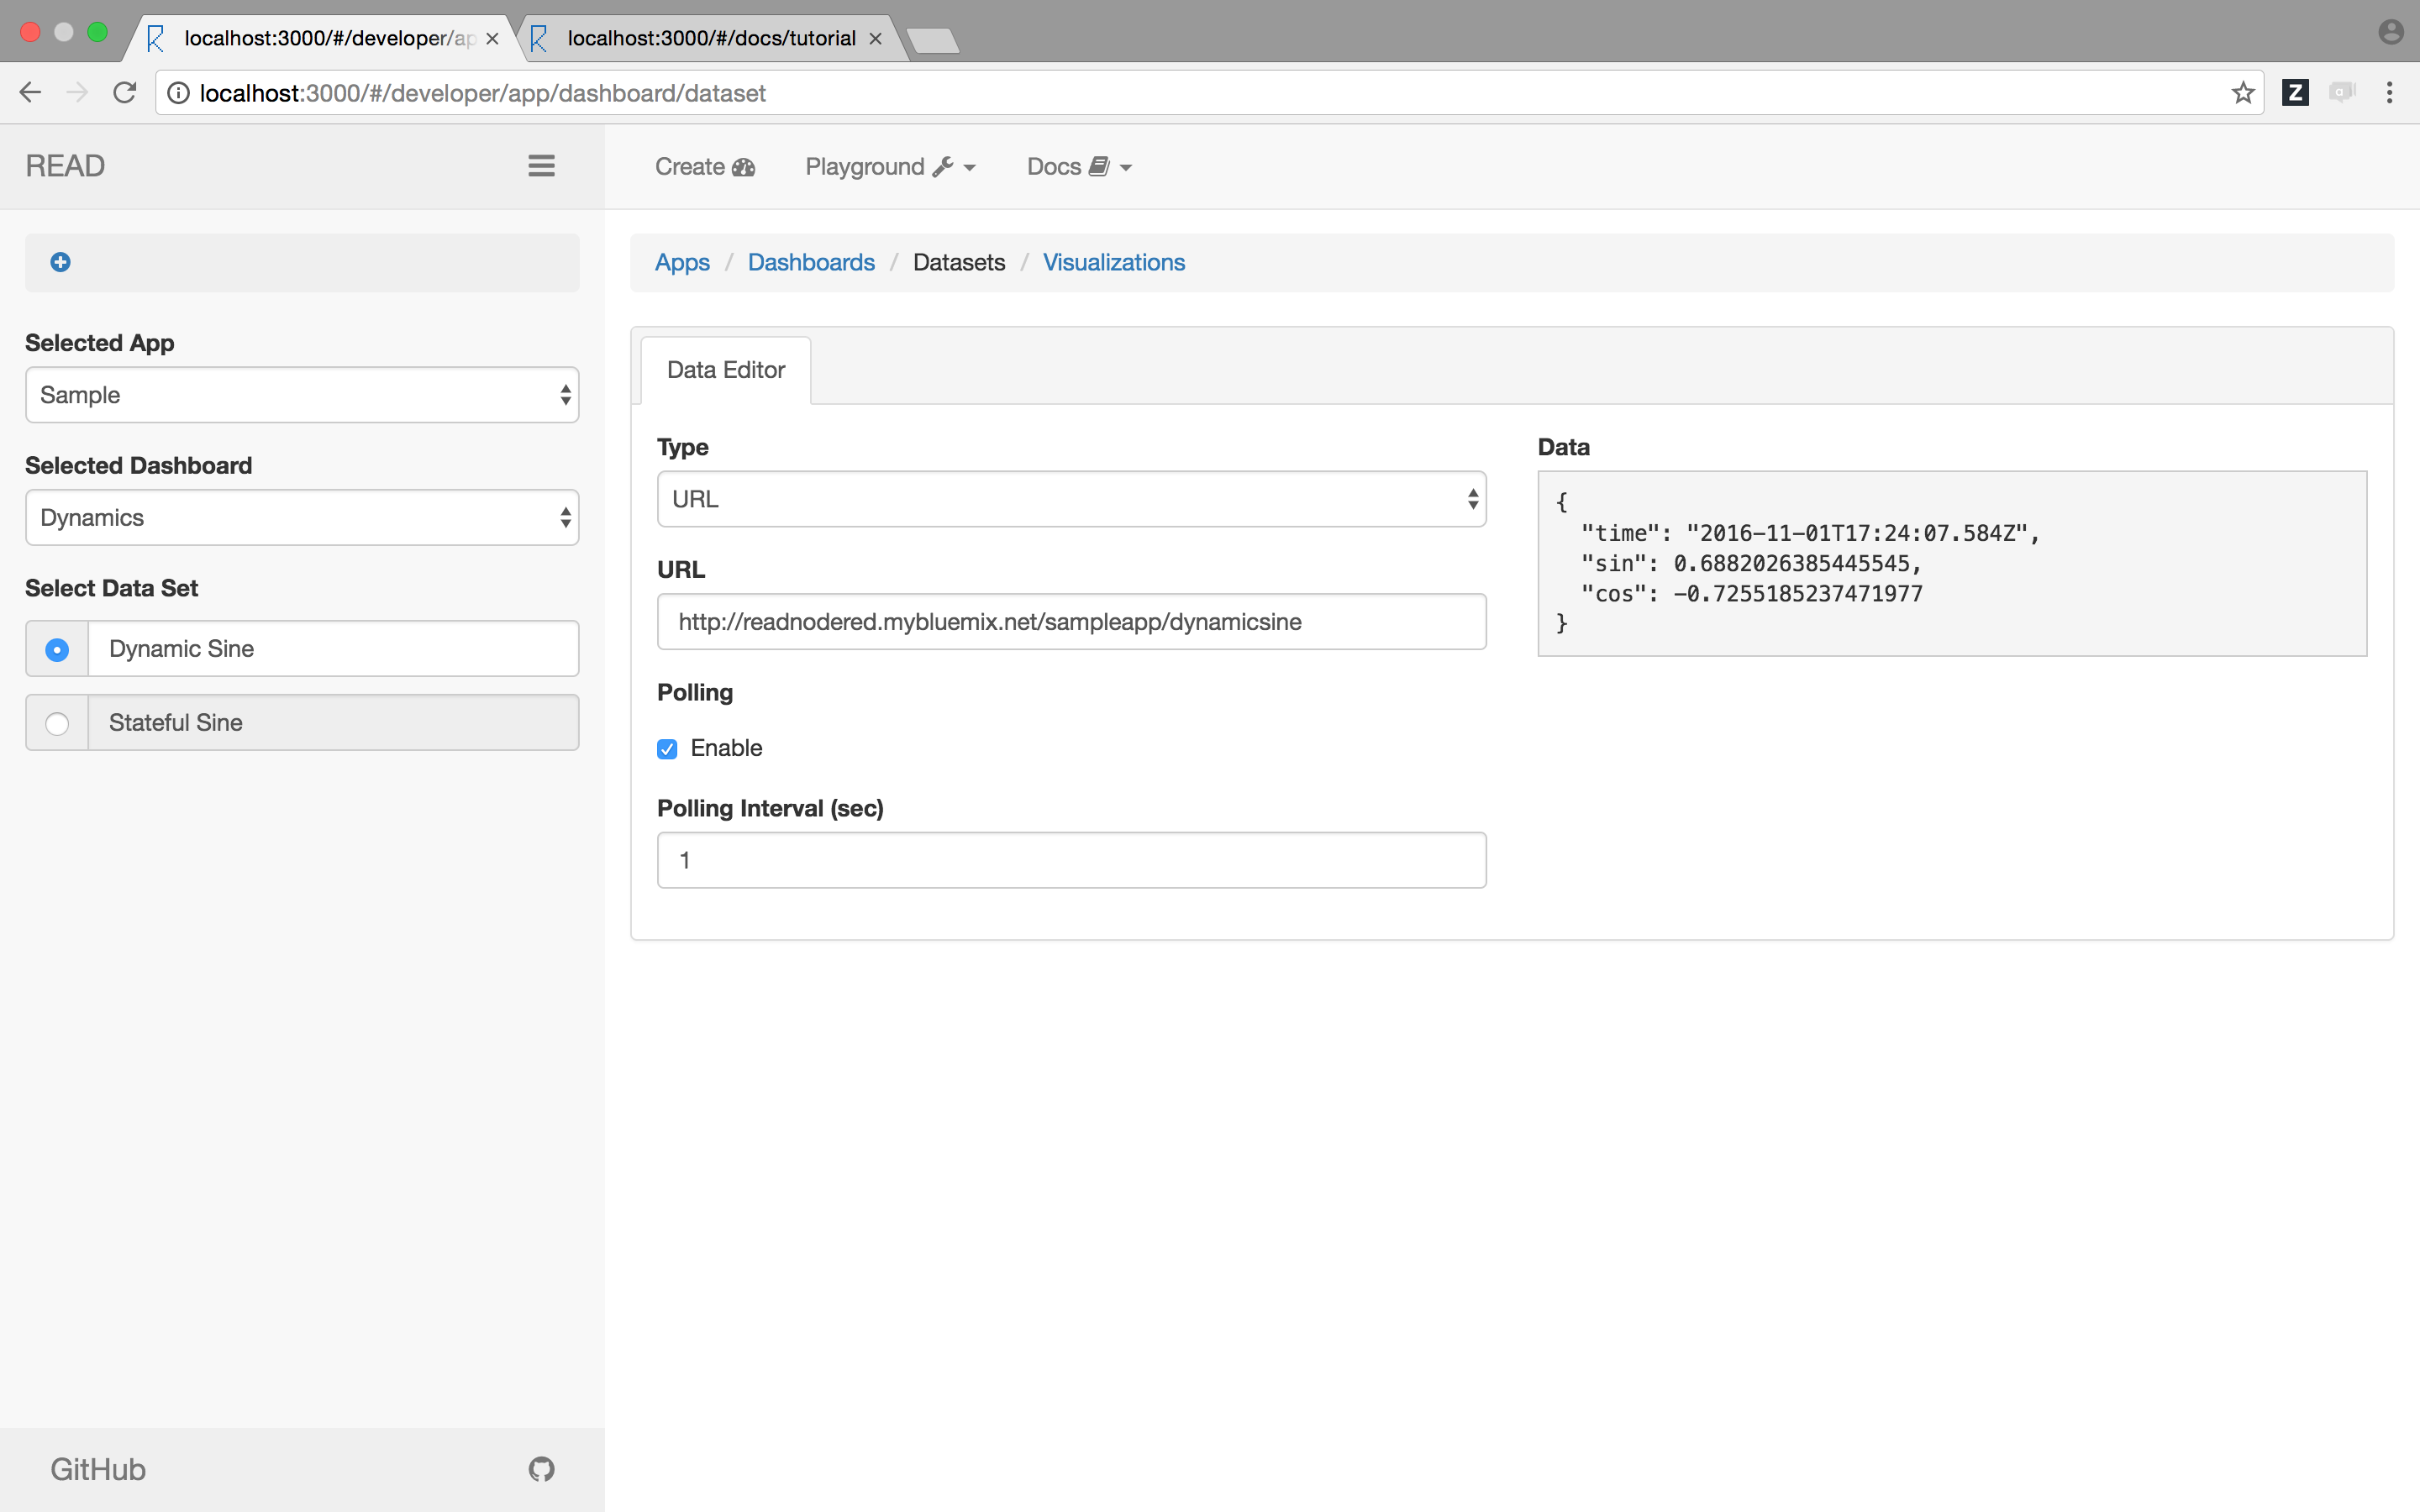 localhost:3000/#/developer/ap
localhost:3000/#/docs/tutorial
localhost:3000/#/developer/app/dashboard/dataset
Z
a
READ
Create
Playground
Docs
Apps / Dashboards / Datasets / Visualizations
Selected App
Sample
Selected Dashboard
Dynamics
Select Data Set
Dynamic Sine
Stateful Sine
Data Editor
Type
URL
URL
http://readnodered.mybluemix.net/sampleapp/dynamicsine
Polling
Enable
Polling Interval (sec)
1
Data
{
"time": "2016-11-01T17:24:07.584Z",
"sin": 0.6882026385445545,
"cos": -0.7255185237471977
}
GitHub